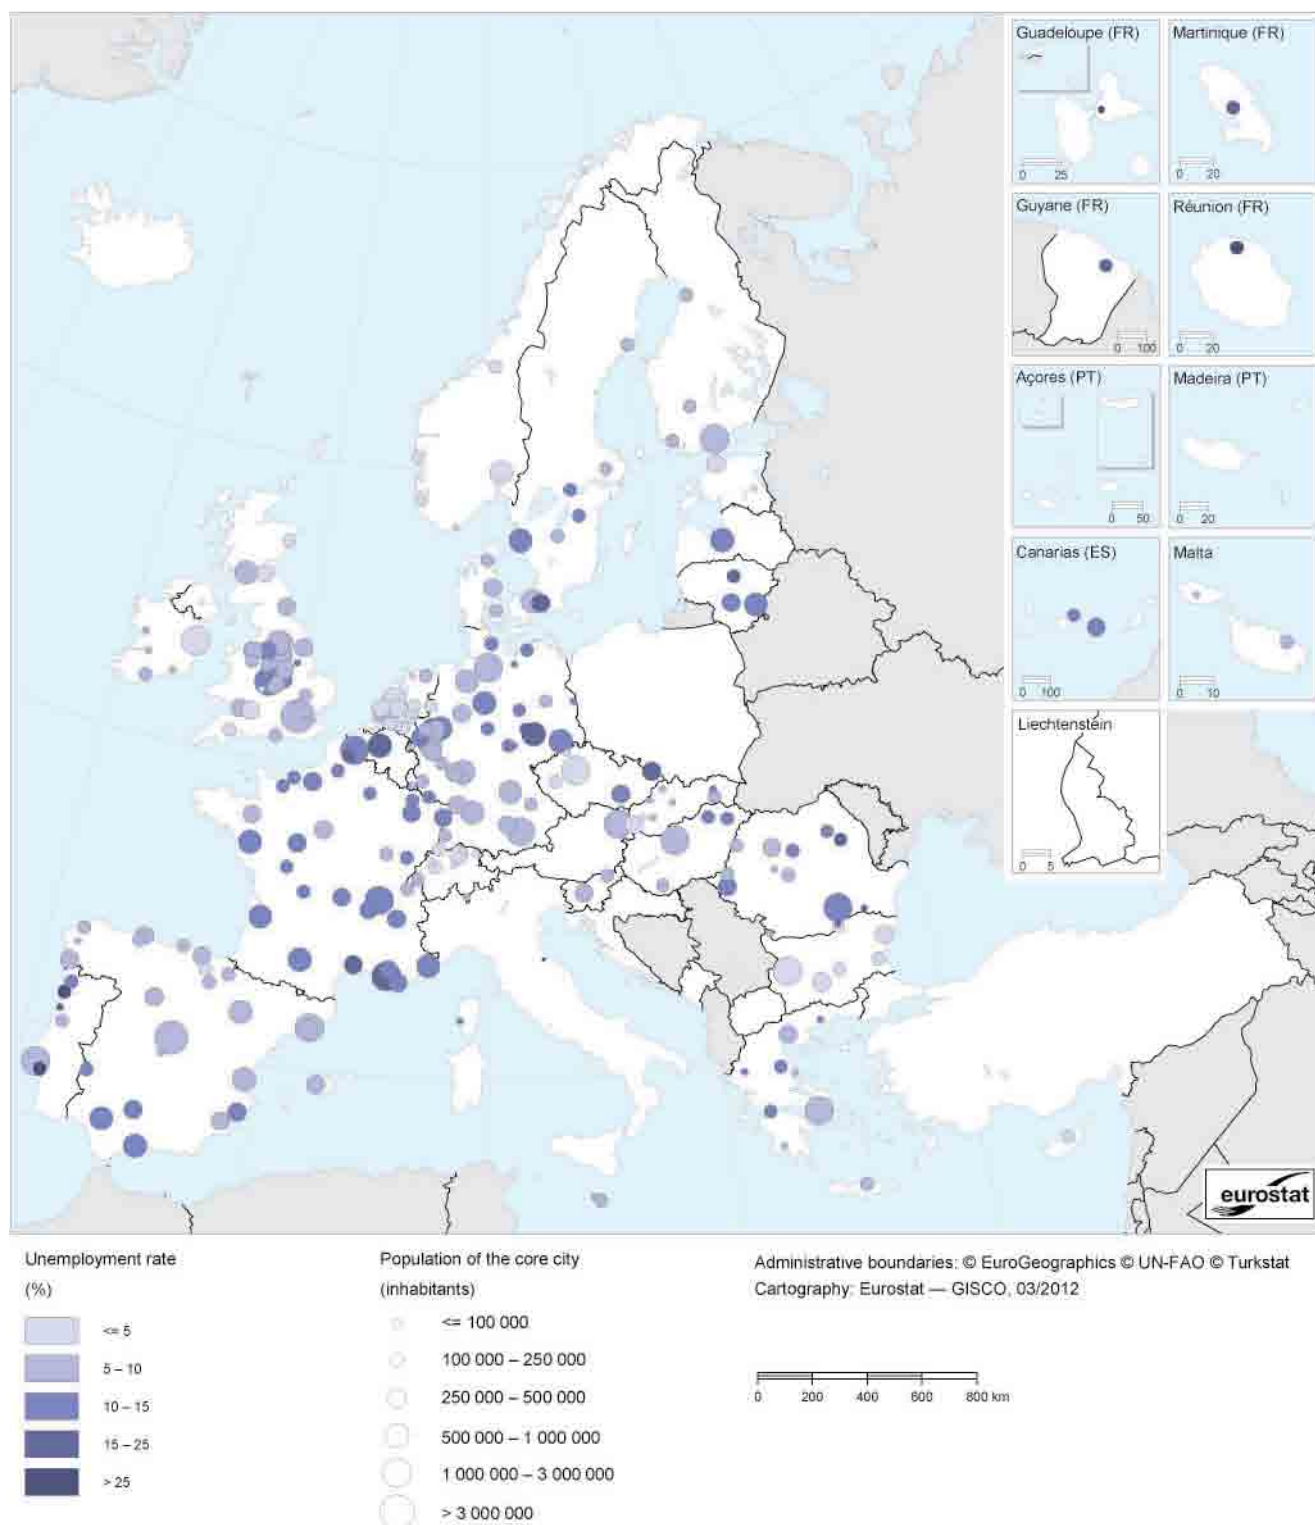 Guadeloupe (FR)
0 25
Martinique (FR)
0 20
Guyane (FR)
0 100
Réunion (FR)
0 20
Açores (PT)
0 50
Madeira (PT)
0 20
Canarias (ES)
0 100
Malta
0 10
Liechtenstein
0 5
eurostat
Unemployment rate
(%)
<= 5
5 – 10
10 – 15
15 – 25
> 25
Population of the core city
(inhabitants)
<= 100 000
100 000 – 250 000
250 000 – 500 000
500 000 – 1 000 000
1 000 000 – 3 000 000
> 3 000 000
Administrative boundaries: © EuroGeographics © UN-FAO © Turkstat
Cartography: Eurostat — GISCO, 03/2012
0 200 400 600 800 km